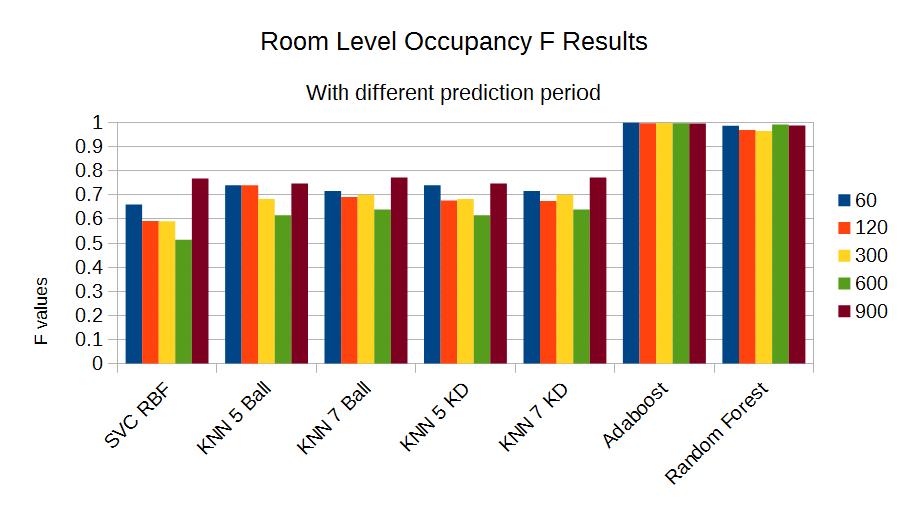 Room Level Occupancy F Results
With different prediction period
1
0.9
0.8
0.7
0.6
0.5
0.4
0.3
0.2
0.1
0
F values
SVC RBF
KNN 5 Ball
KNN 7 Ball
KNN 5 KD
KNN 7 KD
Adaboost
Random Forest
60
120
300
600
900